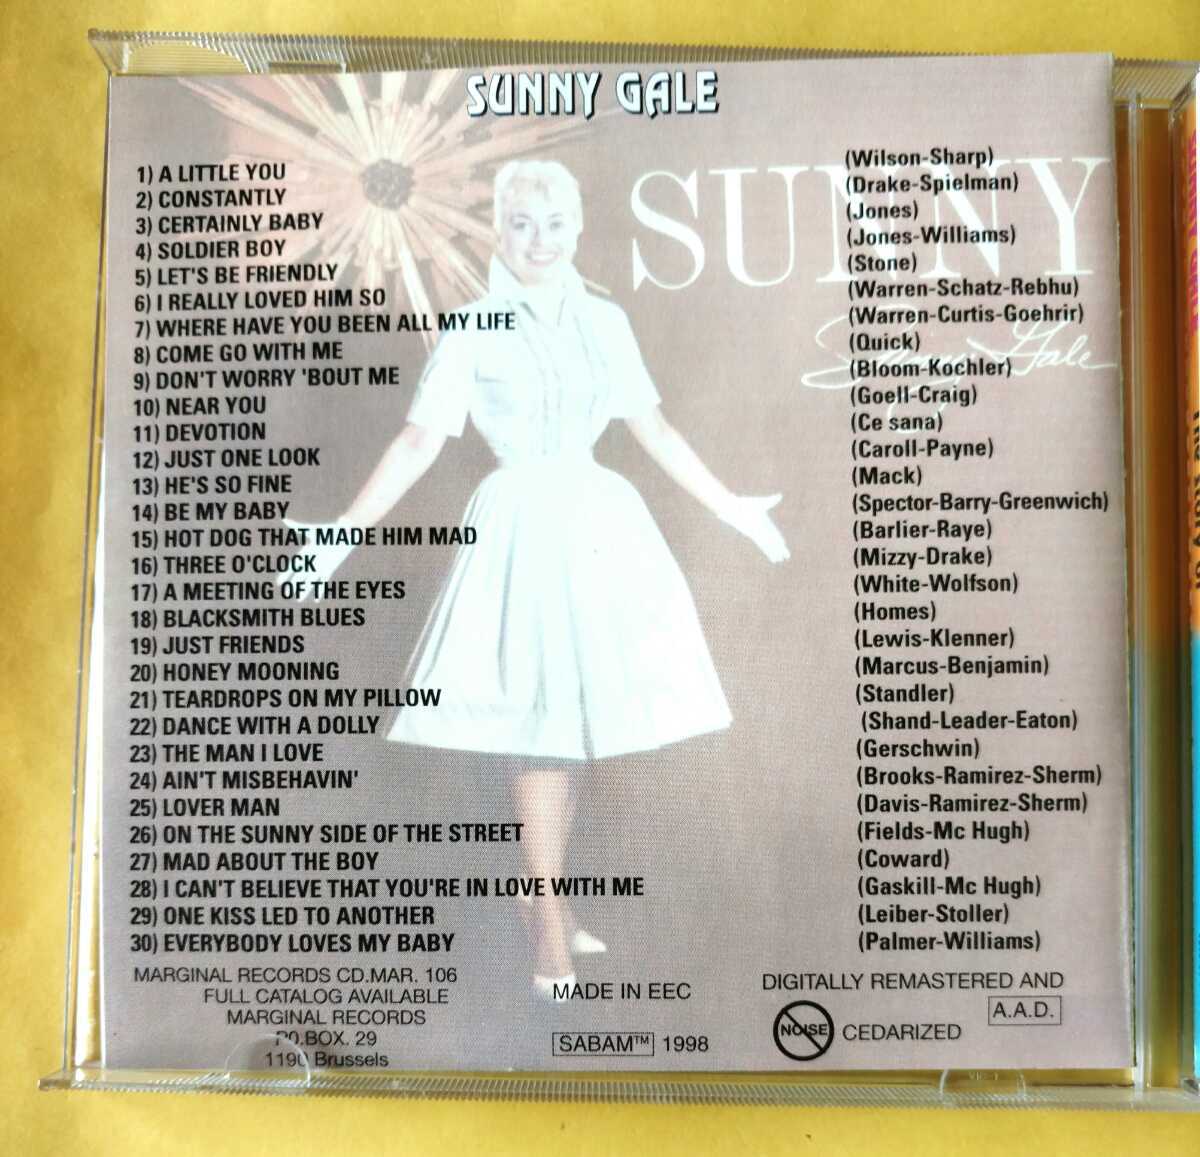 SUNNY GALE
SUNNY
Sunny Gale
1) A LITTLE YOU (Wilson-Sharp)
2) CONSTANTLY (Drake-Spielman)
3) CERTAINLY BABY (Jones)
4) SOLDIER BOY (Jones-Williams)
5) LET'S BE FRIENDLY (Stone)
6) I REALLY LOVED HIM SO (Warren-Schatz-Rebhu)
7) WHERE HAVE YOU BEEN ALL MY LIFE (Warren-Curtis-Goehrir)
8) COME GO WITH ME (Quick)
9) DON'T WORRY 'BOUT ME (Bloom-Kochler)
10) NEAR YOU (Goell-Craig)
11) DEVOTION (Ce sana)
12) JUST ONE LOOK (Caroll-Payne)
13) HE'S SO FINE (Mack)
14) BE MY BABY (Spector-Barry-Greenwich)
15) HOT DOG THAT MADE HIM MAD (Barlier-Raye)
16) THREE O'CLOCK (Mizzy-Drake)
17) A MEETING OF THE EYES (White-Wolfson)
18) BLACKSMITH BLUES (Homes)
19) JUST FRIENDS (Lewis-Klenner)
20) HONEY MOONING (Marcus-Benjamin)
21) TEARDROPS ON MY PILLOW (Standler)
22) DANCE WITH A DOLLY (Shand-Leader-Eaton)
23) THE MAN I LOVE (Gerschwin)
24) AIN'T MISBEHAVIN' (Brooks-Ramirez-Sherm)
25) LOVER MAN (Davis-Ramirez-Sherm)
26) ON THE SUNNY SIDE OF THE STREET (Fields-Mc Hugh)
27) MAD ABOUT THE BOY (Coward)
28) I CAN'T BELIEVE THAT YOU'RE IN LOVE WITH ME (Gaskill-Mc Hugh)
29) ONE KISS LED TO ANOTHER (Leiber-Stoller)
30) EVERYBODY LOVES MY BABY (Palmer-Williams)
MARGINAL RECORDS CD.MAR. 106
FULL CATALOG AVAILABLE
MARGINAL RECORDS
PO.BOX. 29
1190 Brussels
MADE IN EEC
SABAM™ 1998
DIGITALLY REMASTERED AND
A.A.D.
NOISE CEDARIZED